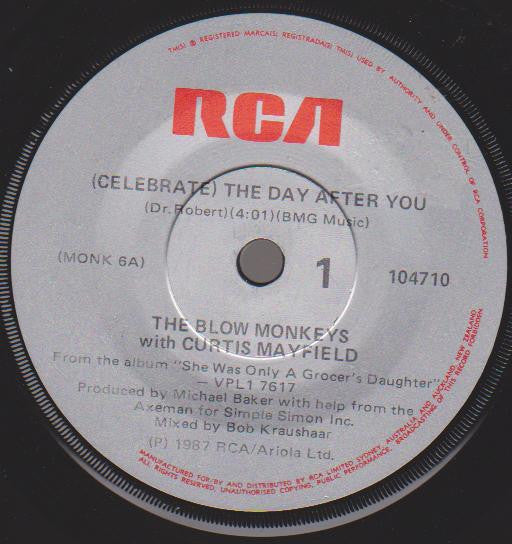 TM(S) ® REGISTERED MARCA(S) REGISTRADA(S) TM(S) USED BY AUTHORITY AND UNDER CONTROL OF RCA CORPORATION
RCA
(CELEBRATE) THE DAY AFTER YOU
(Dr. Robert)(4:01)(BMG Music)
(MONK 6A)
1
104710
THE BLOW MONKEYS
with CURTIS MAYFIELD
From the album "She Was Only A Grocer's Daughter"
— VPL1 7617
Produced by Michael Baker with help from the
Axeman for Simple Simon Inc.
Mixed by Bob Kraushaar
(P) 1987 RCA/Ariola Ltd.
MANUFACTURED FOR/BY AND DISTRIBUTED BY RCA LIMITED SYDNEY, AUSTRALIA AND AUCKLAND, NEW ZEALAND.
ALL RIGHTS RESERVED, UNAUTHORISED COPYING, PUBLIC PERFORMANCE, BROADCASTING OF THIS RECORD FORBIDDEN